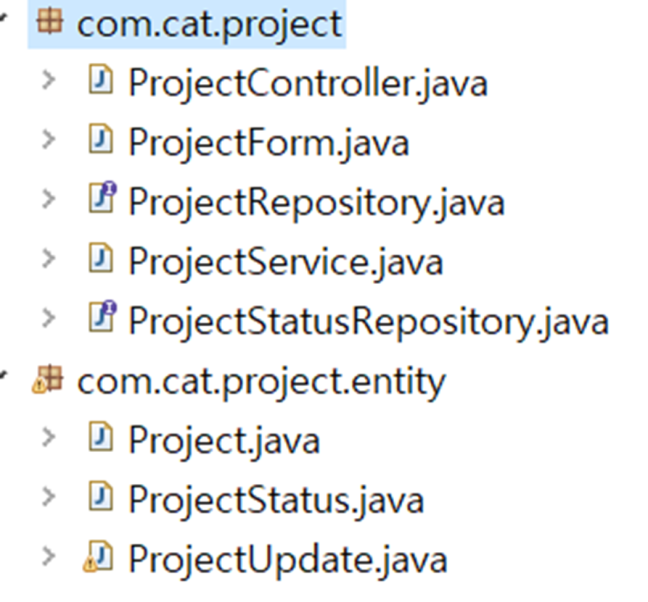 com.cat.project
ProjectController.java
ProjectForm.java
ProjectRepository.java
ProjectService.java
ProjectStatusRepository.java
com.cat.project.entity
Project.java
ProjectStatus.java
ProjectUpdate.java